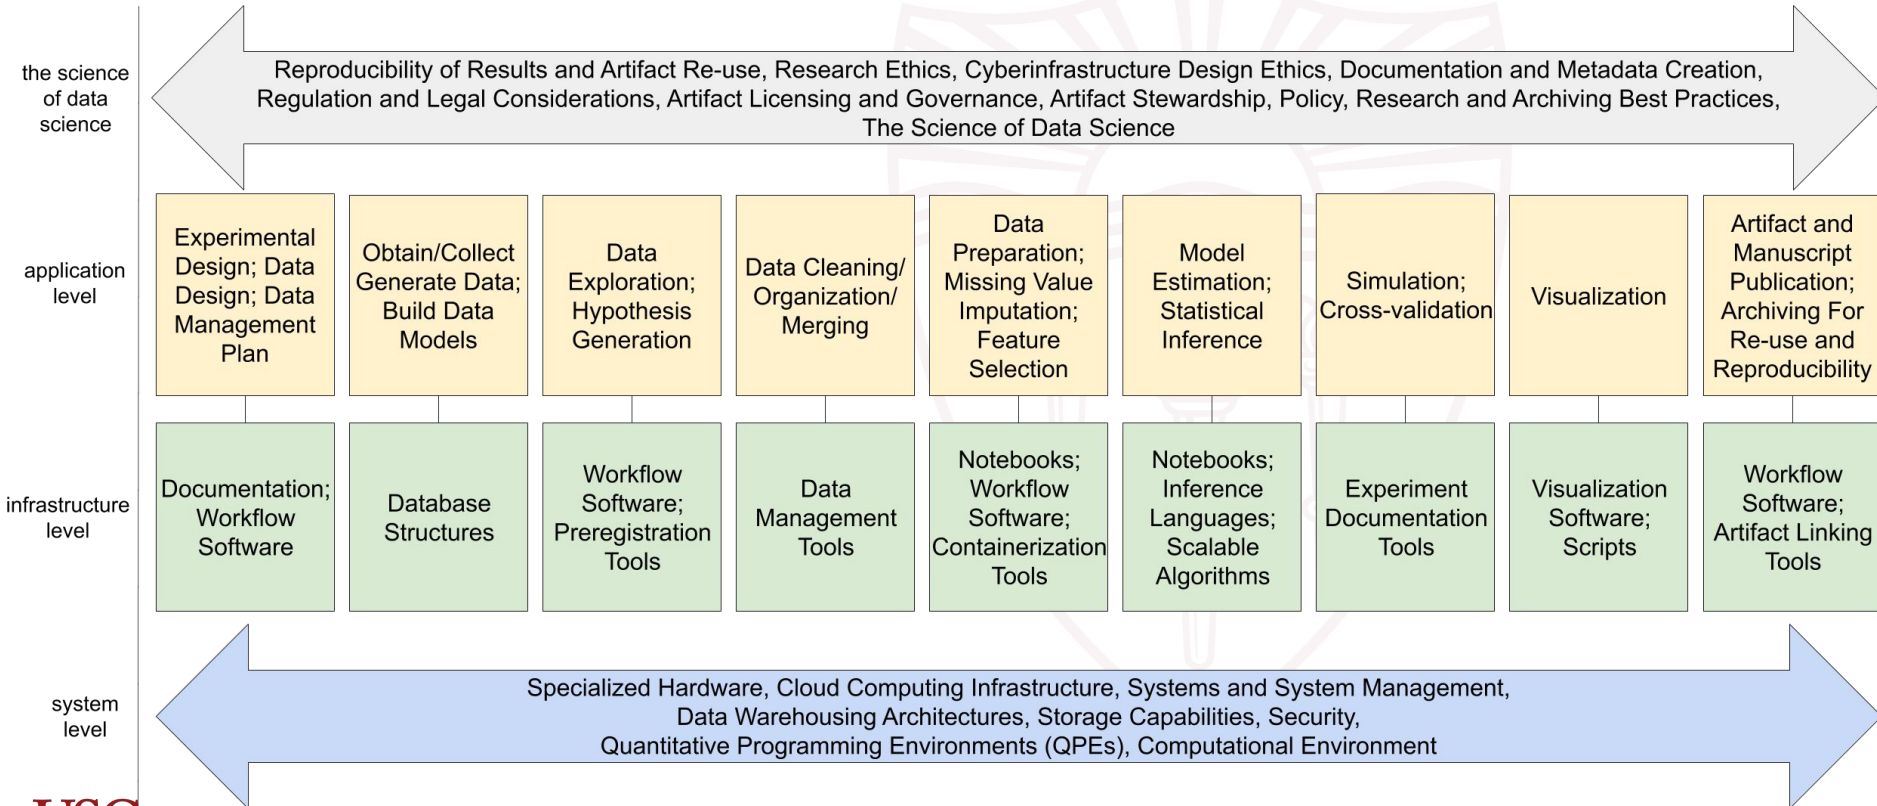 the science
of data
science
Reproducibility of Results and Artifact Re-use, Research Ethics, Cyberinfrastructure Design Ethics, Documentation and Metadata Creation,
Regulation and Legal Considerations, Artifact Licensing and Governance, Artifact Stewardship, Policy, Research and Archiving Best Practices,
The Science of Data Science
application
level
Experimental
Design; Data
Design; Data
Management
Plan
Obtain/Collect
Generate Data;
Build Data
Models
Data
Exploration;
Hypothesis
Generation
Data Cleaning/
Organization/
Merging
Data
Preparation;
Missing Value
Imputation;
Feature
Selection
Model
Estimation;
Statistical
Inference
Simulation;
Cross-validation
Visualization
Artifact and
Manuscript
Publication;
Archiving For
Re-use and
Reproducibility
infrastructure
level
Documentation;
Workflow
Software
Database
Structures
Workflow
Software;
Preregistration
Tools
Data
Management
Tools
Notebooks;
Workflow
Software;
Containerization
Tools
Notebooks;
Inference
Languages;
Scalable
Algorithms
Experiment
Documentation
Tools
Visualization
Software;
Scripts
Workflow
Software;
Artifact Linking
Tools
system
level
Specialized Hardware, Cloud Computing Infrastructure, Systems and System Management,
Data Warehousing Architectures, Storage Capabilities, Security,
Quantitative Programming Environments (QPEs), Computational Environment
USC